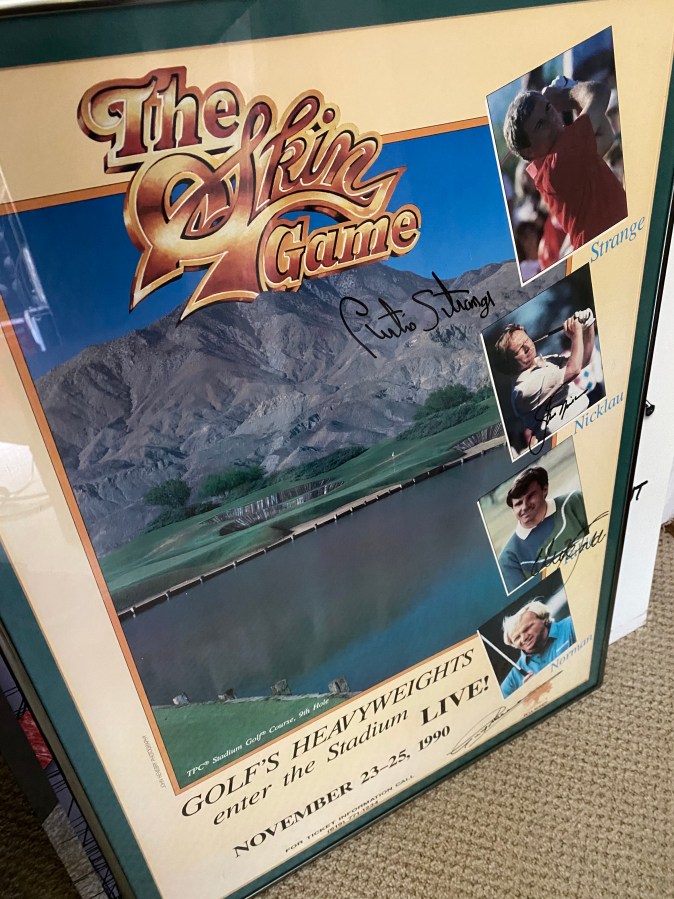 The
Skin
Game
Strange
Curtis Strange
Nicklau
Norman
TPC® Stadium Golf® Course, 9th Hole
GOLF'S HEAVYWEIGHTS
enter the Stadium LIVE!
NOVEMBER 23-25, 1990
FOR TICKET INFORMATION CALL